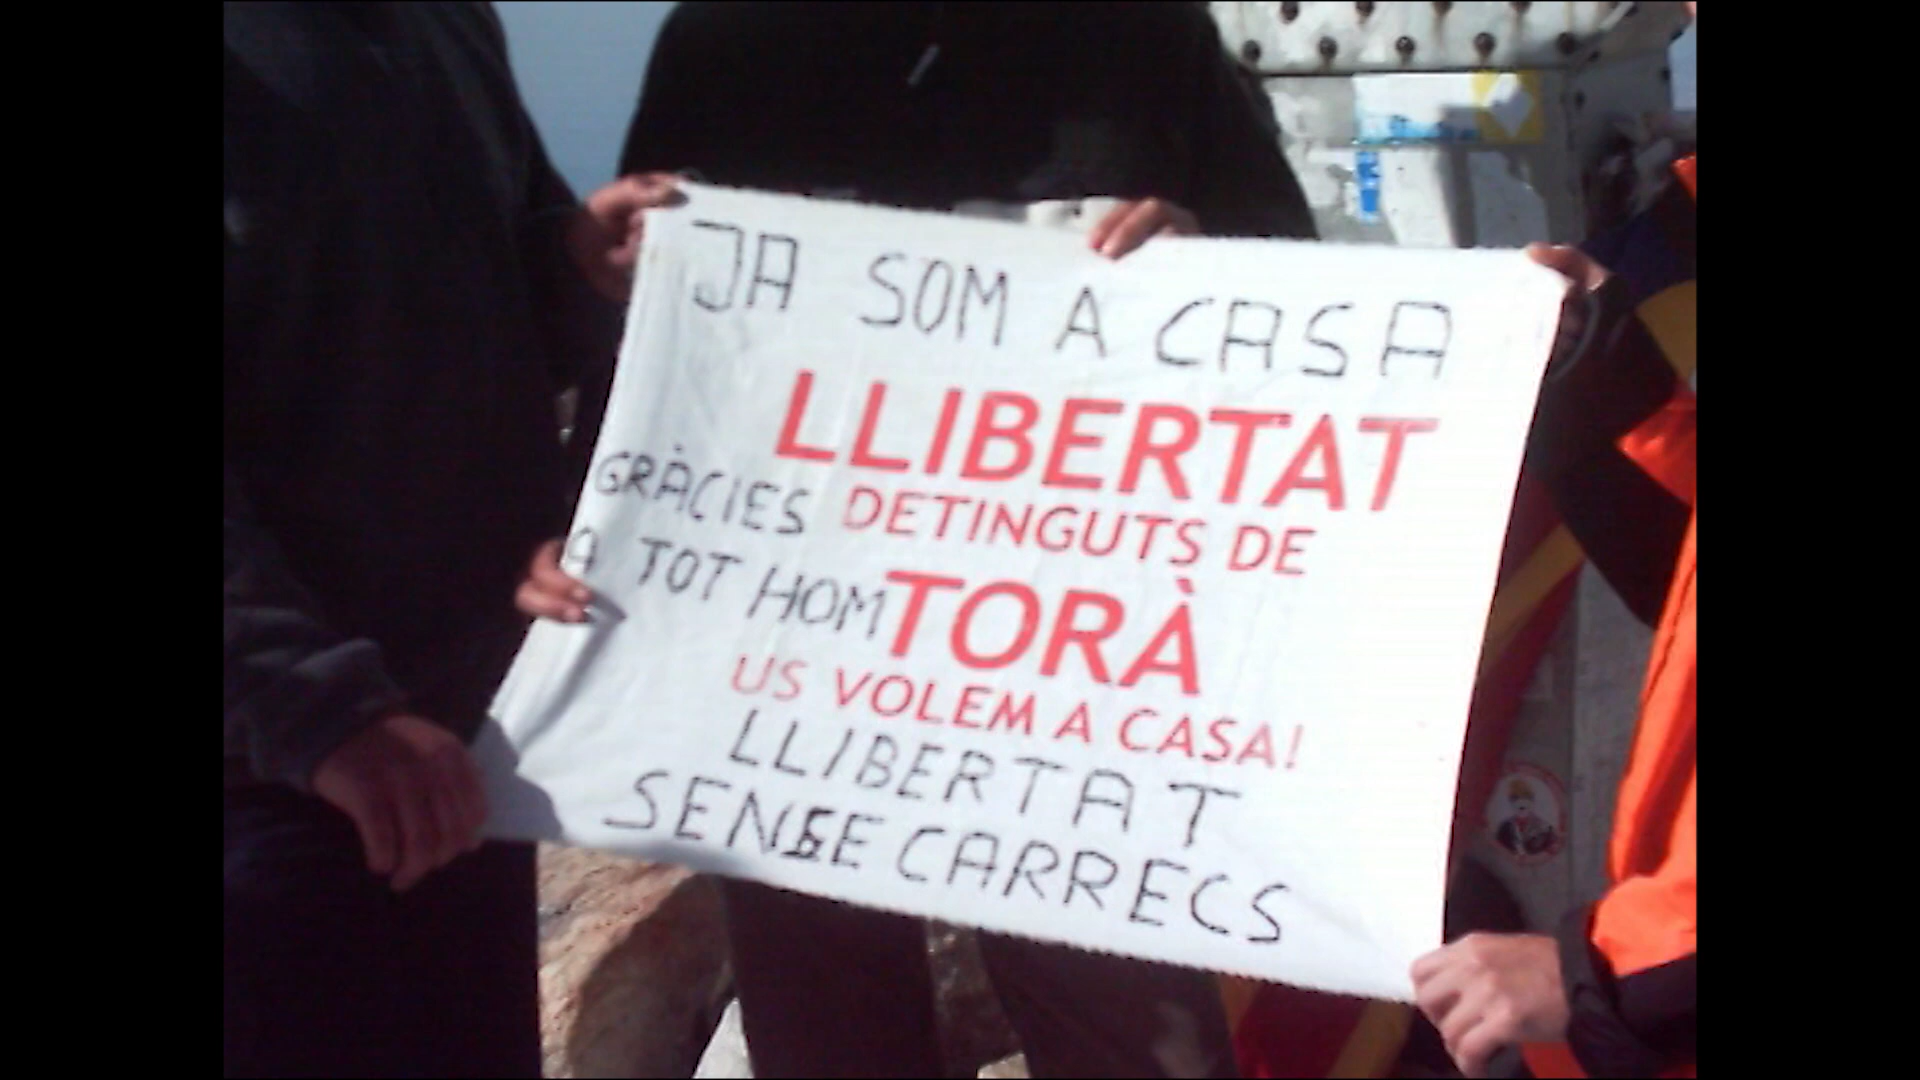 JA SOM A CASA
LLIBERTAT
GRÀCIES DETINGUTS DE
A TOT HOM TORÀ
US VOLEM A CASA!
LLIBERTAT
SENSE CARRECS